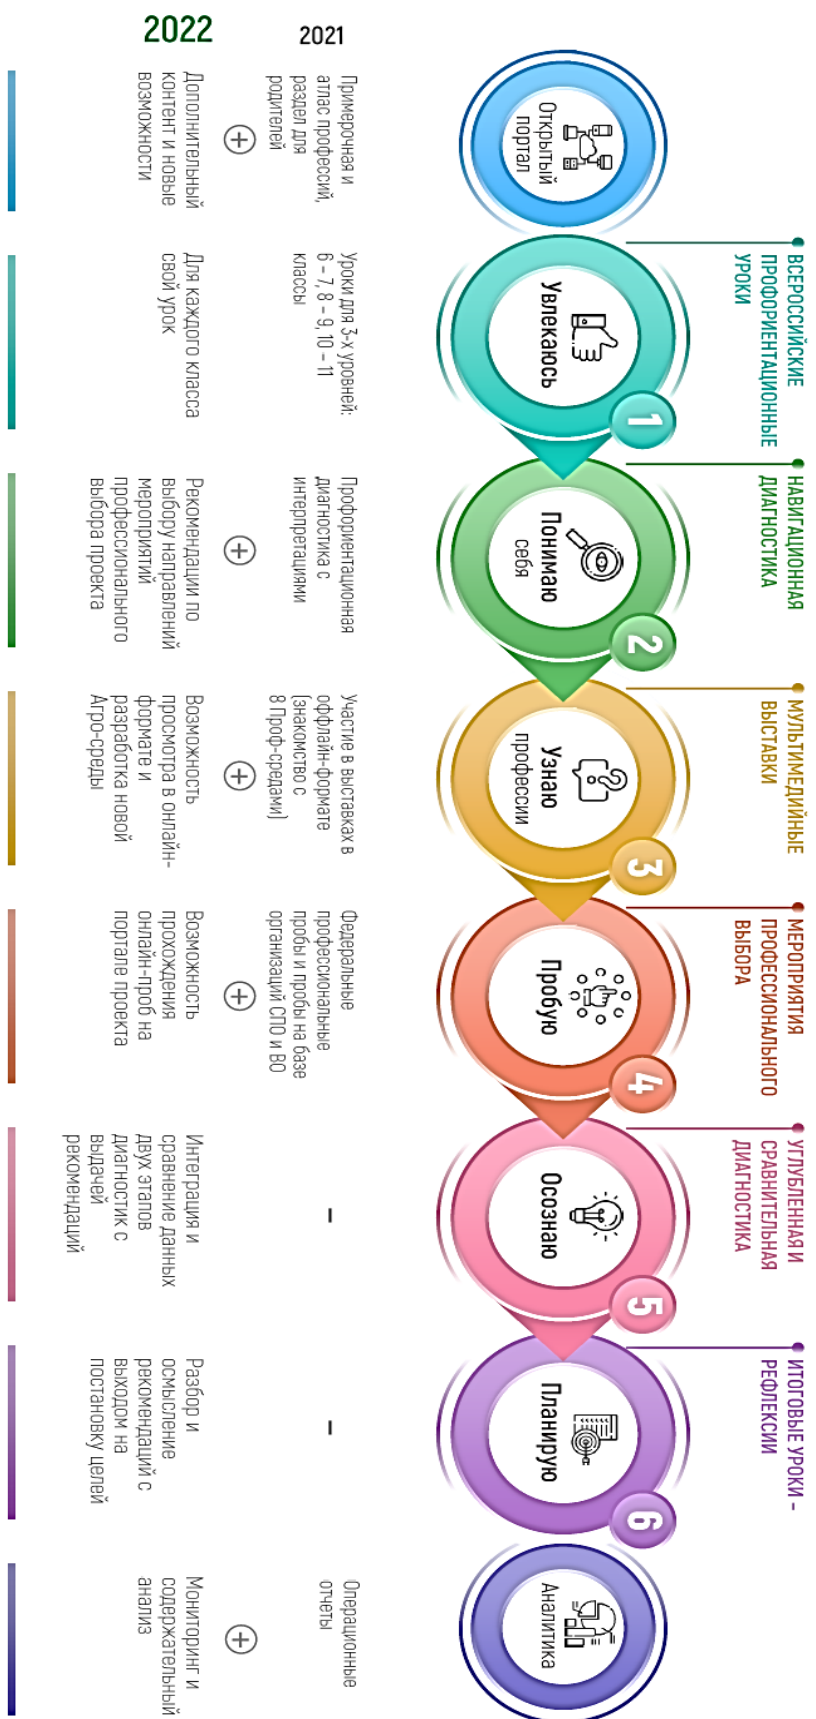 2022
2021
Открытый
портал
Примерочная и
атлас профессий,
раздел для
родителей
+
Дополнительный
контент и новые
возможности
ВСЕРОССИЙСКИЕ
ПРОФОРИЕНТАЦИОННЫЕ
УРОКИ
Увлекаюсь
1
Уроки для 3-х уровней:
6 – 7, 8 – 9, 10 – 11
классы
Для каждого класса
свой урок
НАВИГАЦИОННАЯ
ДИАГНОСТИКА
Понимаю
себя
2
Профориентационная
диагностика с
интерпретациями
+
Рекомендации по
выбору направлений
мероприятий
профессионального
выбора проекта
МУЛЬТИМЕДИЙНЫЕ
ВЫСТАВКИ
Узнаю
профессии
3
Участие в выставках в
оффлайн-формате
(знакомство с
8 Проф-средами)
+
Возможность
просмотра в онлайн-
формате и
разработка новой
Агро-среды
МЕРОПРИЯТИЯ
ПРОФЕССИОНАЛЬНОГО
ВЫБОРА
Пробую
4
Федеральные
профессиональные
пробы и пробы на базе
организаций СПО и ВО
+
Возможность
прохождения
онлайн-проб на
портале проекта
УГЛУБЛЕННАЯ И
СРАВНИТЕЛЬНАЯ
ДИАГНОСТИКА
Осознаю
5
–
Интеграция и
сравнение данных
двух этапов
диагностик с
выдачей
рекомендаций
ИТОГОВЫЕ УРОКИ –
РЕФЛЕКСИИ
Планирую
6
–
Разбор и
осмысление
рекомендаций с
выходом на
постановку целей
Аналитика
Операционные
отчеты
+
Мониторинг и
содержательный
анализ